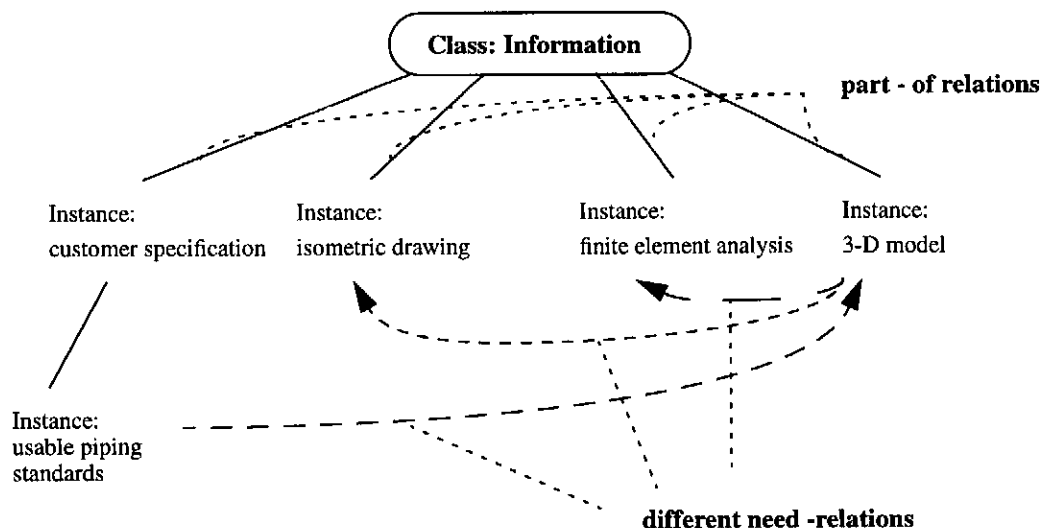 Class: Information
part - of relations
Instance:
customer specification
Instance:
isometric drawing
Instance:
finite element analysis
Instance:
3-D model
Instance:
usable piping
standards
different need -relations